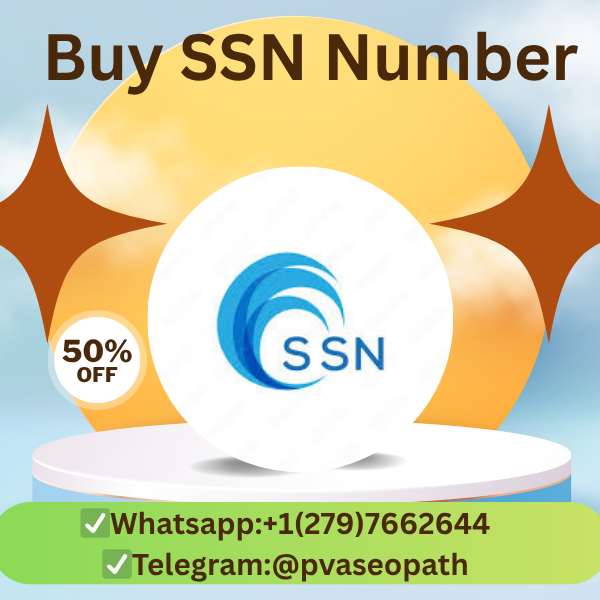 Buy SSN Number
SSN
50%
OFF
Whatsapp:+1(279)7662644
Telegram:@pvaseopath